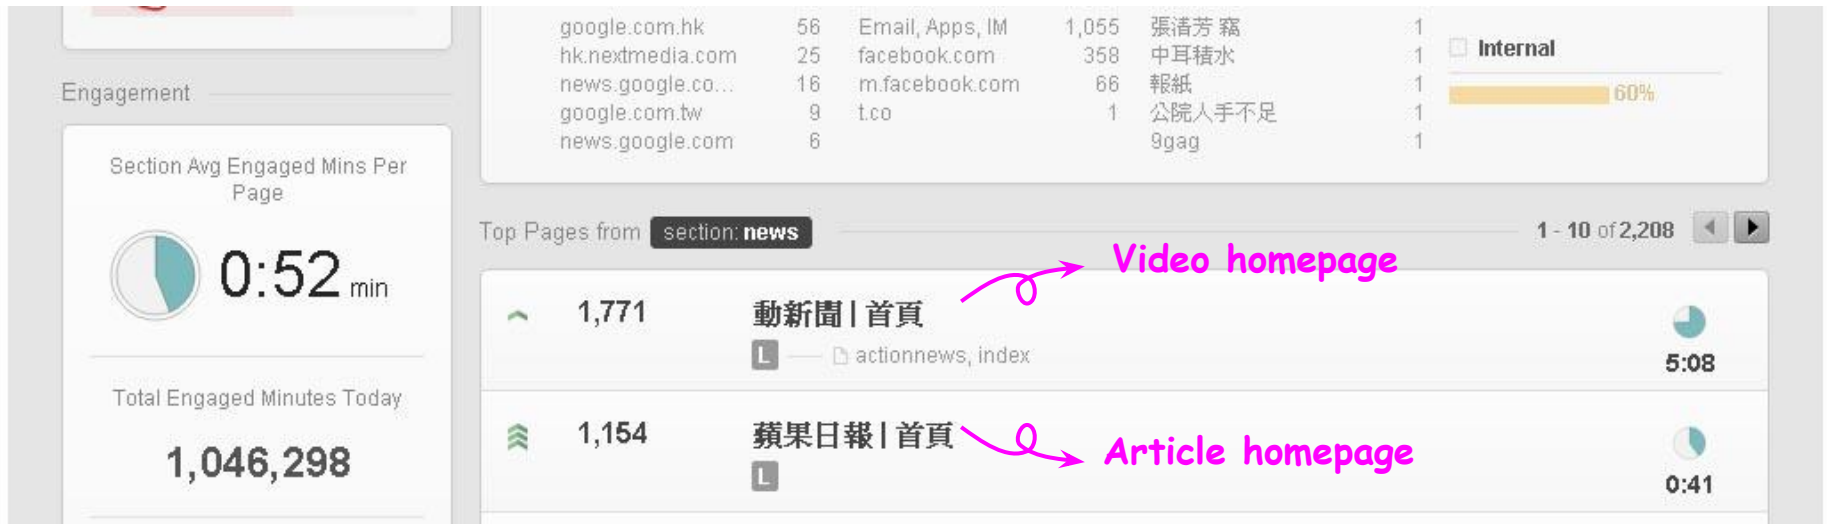 google.com.hk 56 Email, Apps, IM 1,055 張清芳 竊 1
hk.nextmedia.com 25 facebook.com 358 中耳積水 1
news.google.co... 16 m.facebook.com 66 報紙 1
google.com.tw 9 t.co 1 公院人手不足 1
news.google.com 6 9gag 1
Internal
60%
Engagement
Section Avg Engaged Mins Per
Page
0:52 min
Total Engaged Minutes Today
1,046,298
Top Pages from section: news 1 - 10 of 2,208
Video homepage
1,771 動新聞 | 首頁
L actionnews, index
5:08
1,154 蘋果日報 | 首頁
Article homepage
L
0:41